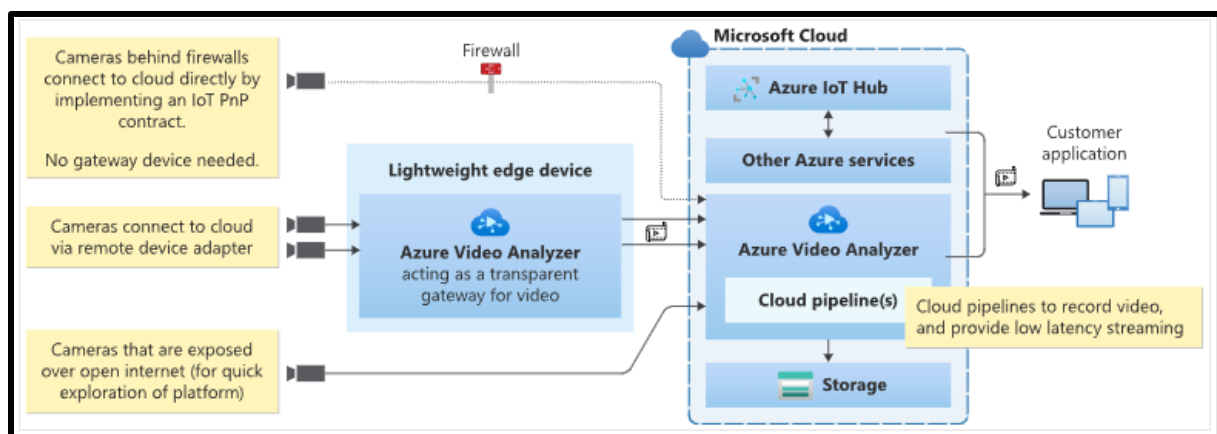 Cameras behind firewalls
connect to cloud directly by
implementing an IoT PnP
contract.
No gateway device needed.
Firewall
Microsoft Cloud
Azure IoT Hub
Other Azure services
Customer
application
Lightweight edge device
Cameras connect to cloud
via remote device adapter
Azure Video Analyzer
acting as a transparent
gateway for video
Azure Video Analyzer
Cloud pipeline(s)
Cloud pipelines to record video,
and provide low latency streaming
Cameras that are exposed
over open internet (for quick
exploration of platform)
Storage